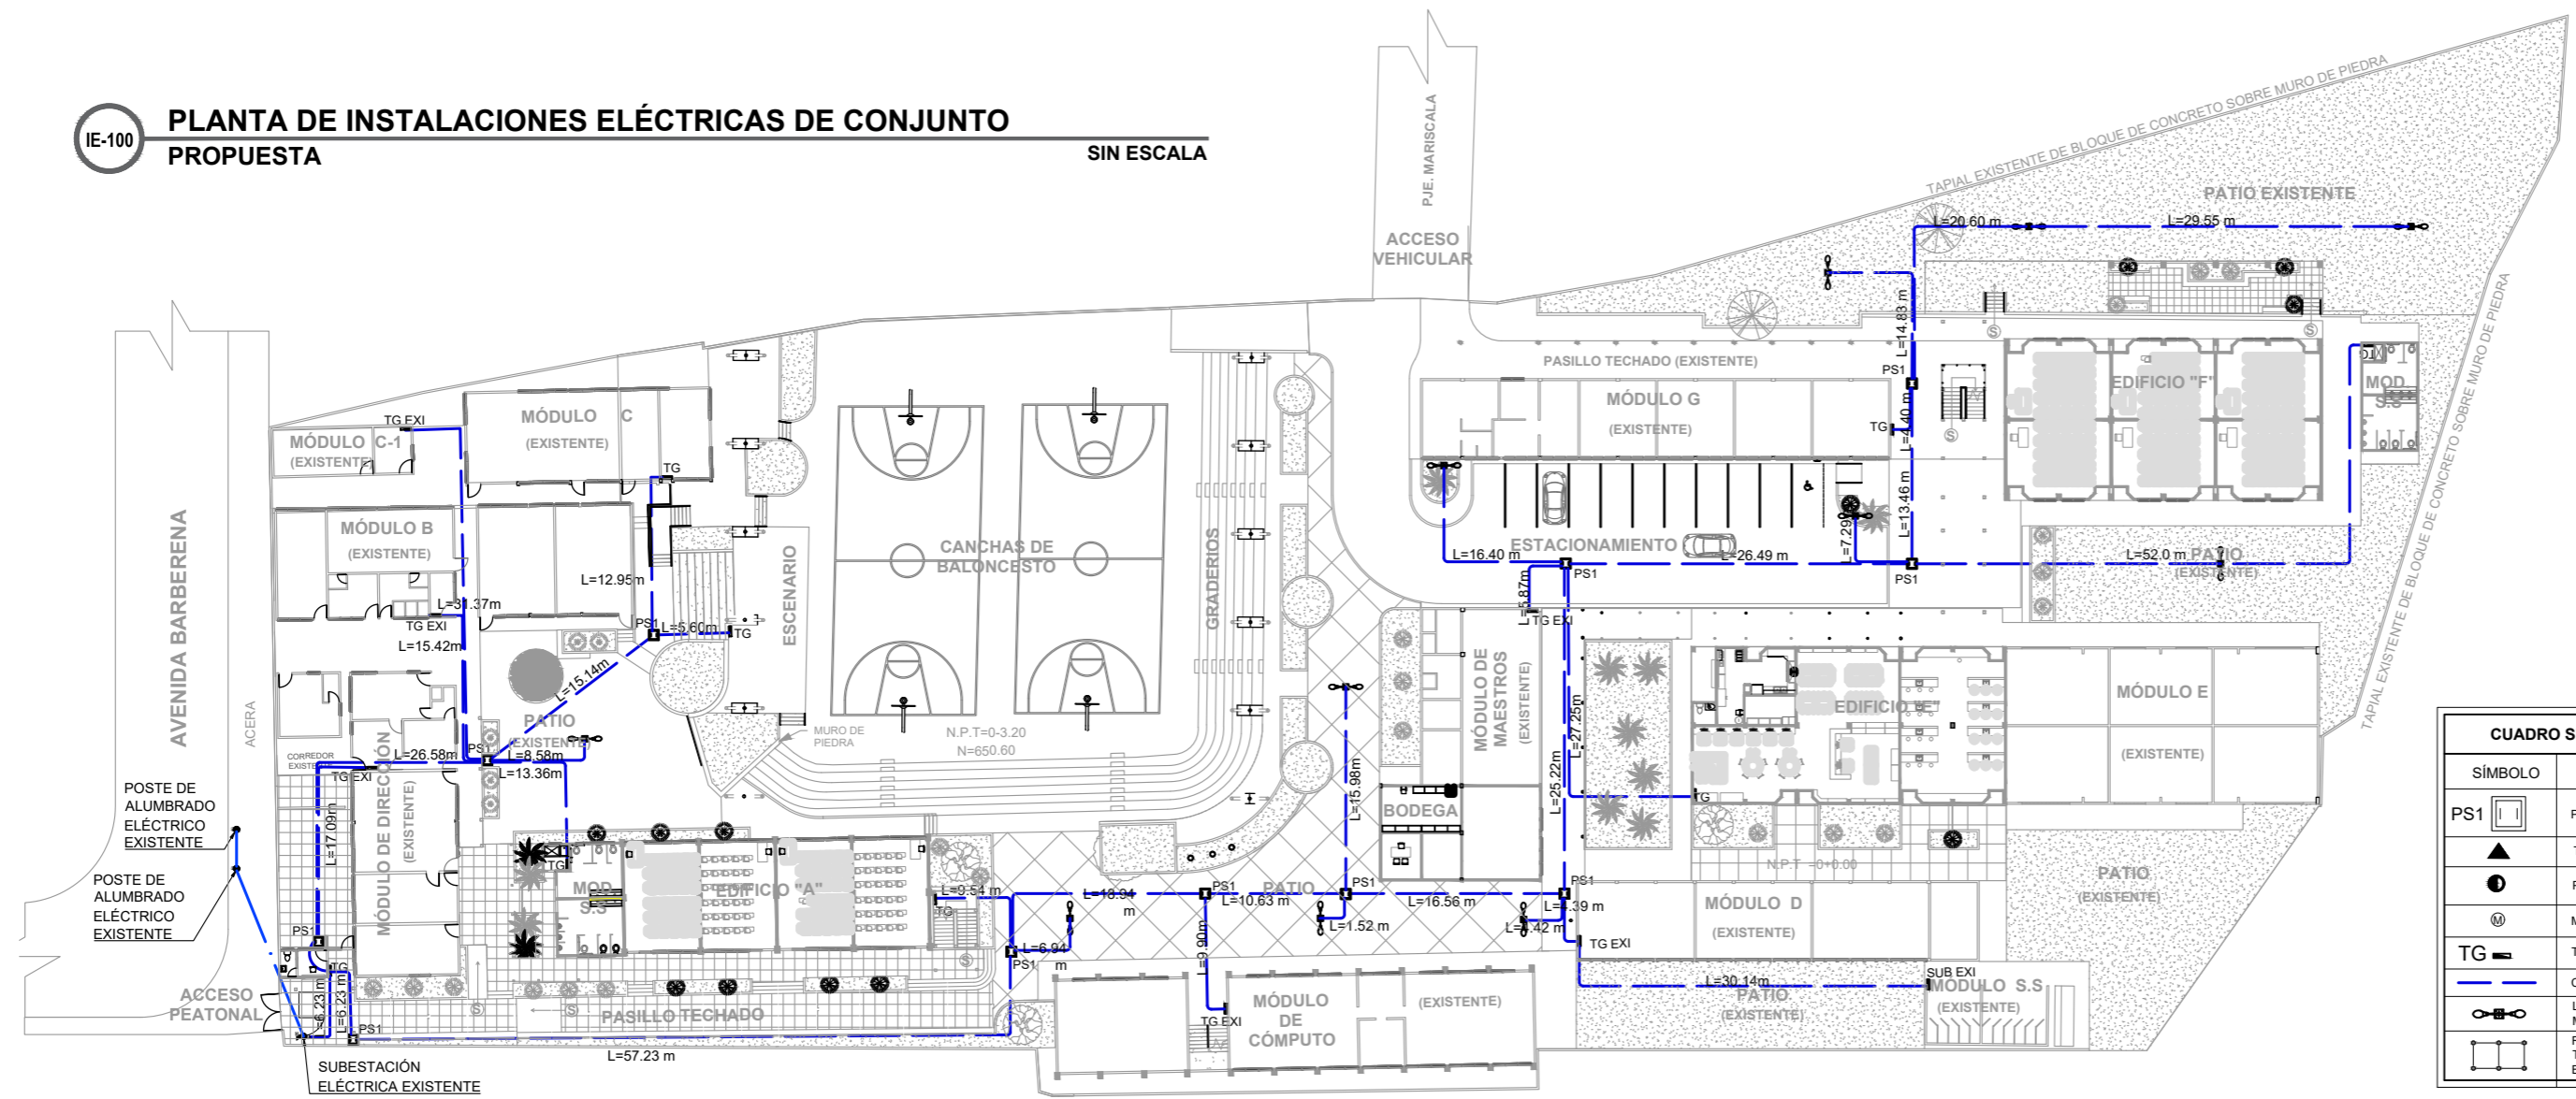 IE-100
PLANTA DE INSTALACIONES ELÉCTRICAS DE CONJUNTO
PROPUESTA
SIN ESCALA
PJE. MARISCALA
ACCESO
VEHICULAR
TAPIAL EXISTENTE DE BLOQUE DE CONCRETO SOBRE MURO DE PIEDRA
PATIO EXISTENTE
L=20.60 m
L=29.55 m
TAPIAL EXISTENTE DE BLOQUE DE CONCRETO SOBRE MURO DE PIEDRA
L=14.83 m
PS1
PASILLO TECHADO (EXISTENTE)
MÓDULO G
(EXISTENTE)
TG
L=4.40 m
L=13.46 m
S
S
S
EDIFICIO "F"
TG
MOD.
S.S
ESTACIONAMIENTO
L=16.40 m
L=26.49 m
L=7.29
PS1
PS1
L=52.0 m
PATIO
(EXISTENTE)
AVENIDA BARBERENA
ACERA
TG EXI
MÓDULO C-1
(EXISTENTE
MÓDULO C
(EXISTENTE)
TG
MÓDULO B
(EXISTENTE)
L=12.95m
L=31.37m
TG EXI
L=15.42m
PS1
L=5.60m
TG
L=15.14m
ESCENARIO
CANCHAS DE
BALONCESTO
GRADERIOS
MURO DE
PIEDRA
N.P.T=0-3.20
N=650.60
PATIO
(EXISTENTE)
CORREDOR
EXISTENTE
L=26.58m
PS1
L=8.58m
L=13.36m
TG EXI
MÓDULO DE DIRECCIÓN
(EXISTENTE)
L=17.09m
POSTE DE
ALUMBRADO
ELÉCTRICO
EXISTENTE
POSTE DE
ALUMBRADO
ELÉCTRICO
EXISTENTE
PS1
TG
ACCESO
PEATONAL
L=6.23 m
L=6.23 m
PS1
SUBESTACIÓN
ELÉCTRICA EXISTENTE
L=57.23 m
TG
MOD.
S.S
EDIFICIO "A"
PASILLO TECHADO
S
S
S
L=9.54 m
TG
L=6.94
m
PS1
PS1
L=10.63 m
PATIO
PS1
L=15.98m
L=1.52 m
L=16.56 m
L=9.90m
TG EXI
MÓDULO
DE
CÓMPUTO
(EXISTENTE)
L=5.87m
TG EXI
MÓDULO DE
MAESTROS
(EXISTENTE)
BODEGA
L=27.25m
L=25.22m
PS1
TG EXI
L=30.14m
PATIO
(EXISTENTE)
SUB EXI
MÓDULO S.S
(EXISTENTE)
MÓDULO D
(EXISTENTE)
TG
EDIFICIO "E"
MÓDULO E
(EXISTENTE)
PATIO
(EXISTENTE)
CUADRO S
SÍMBOLO
PS1
M
TG